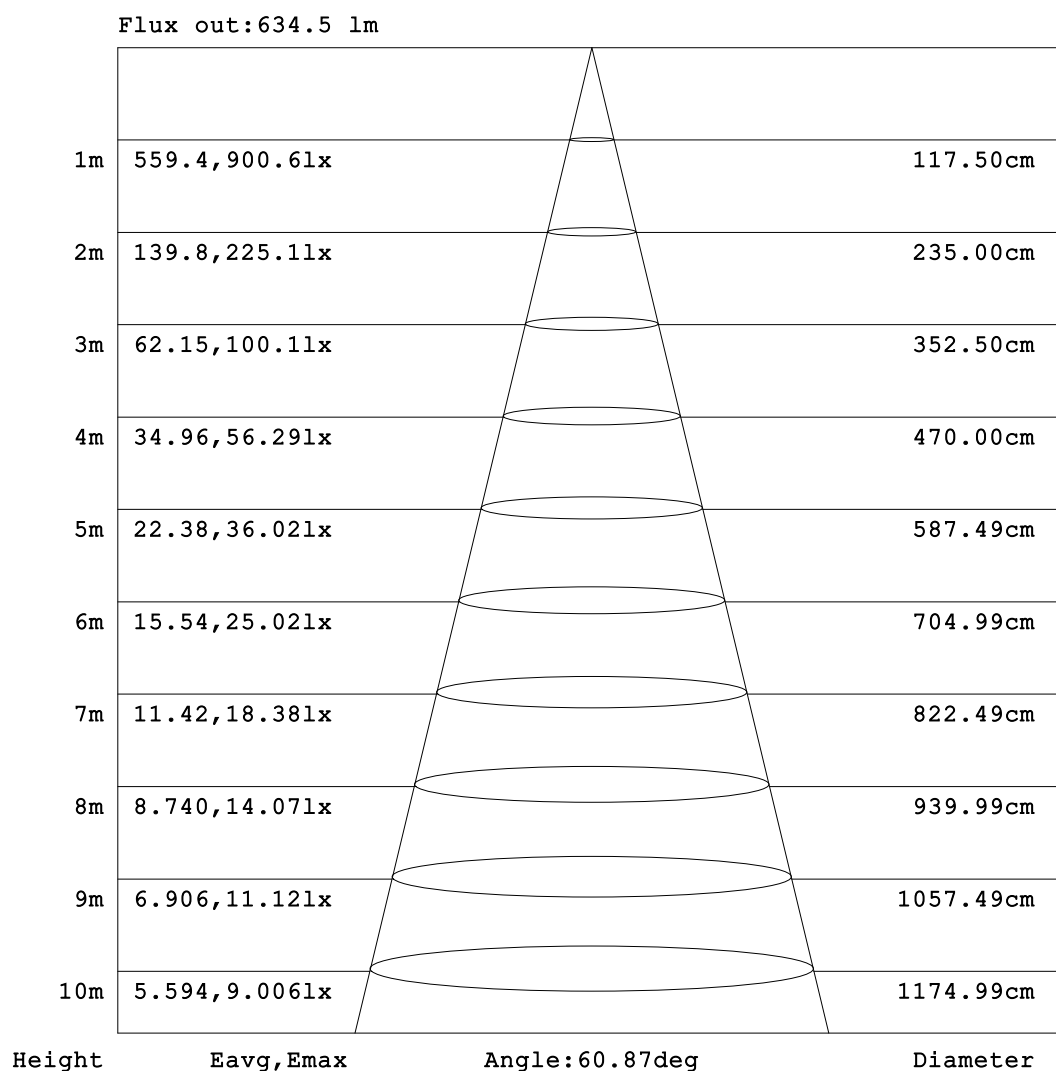 Flux out:634.5 lm
1m 559.4,900.6lx 117.50cm
2m 139.8,225.1lx 235.00cm
3m 62.15,100.1lx 352.50cm
4m 34.96,56.29lx 470.00cm
5m 22.38,36.02lx 587.49cm
6m 15.54,25.02lx 704.99cm
7m 11.42,18.38lx 822.49cm
8m 8.740,14.07lx 939.99cm
9m 6.906,11.12lx 1057.49cm
10m 5.594,9.006lx 1174.99cm
Height Eavg,Emax Angle:60.87deg Diameter